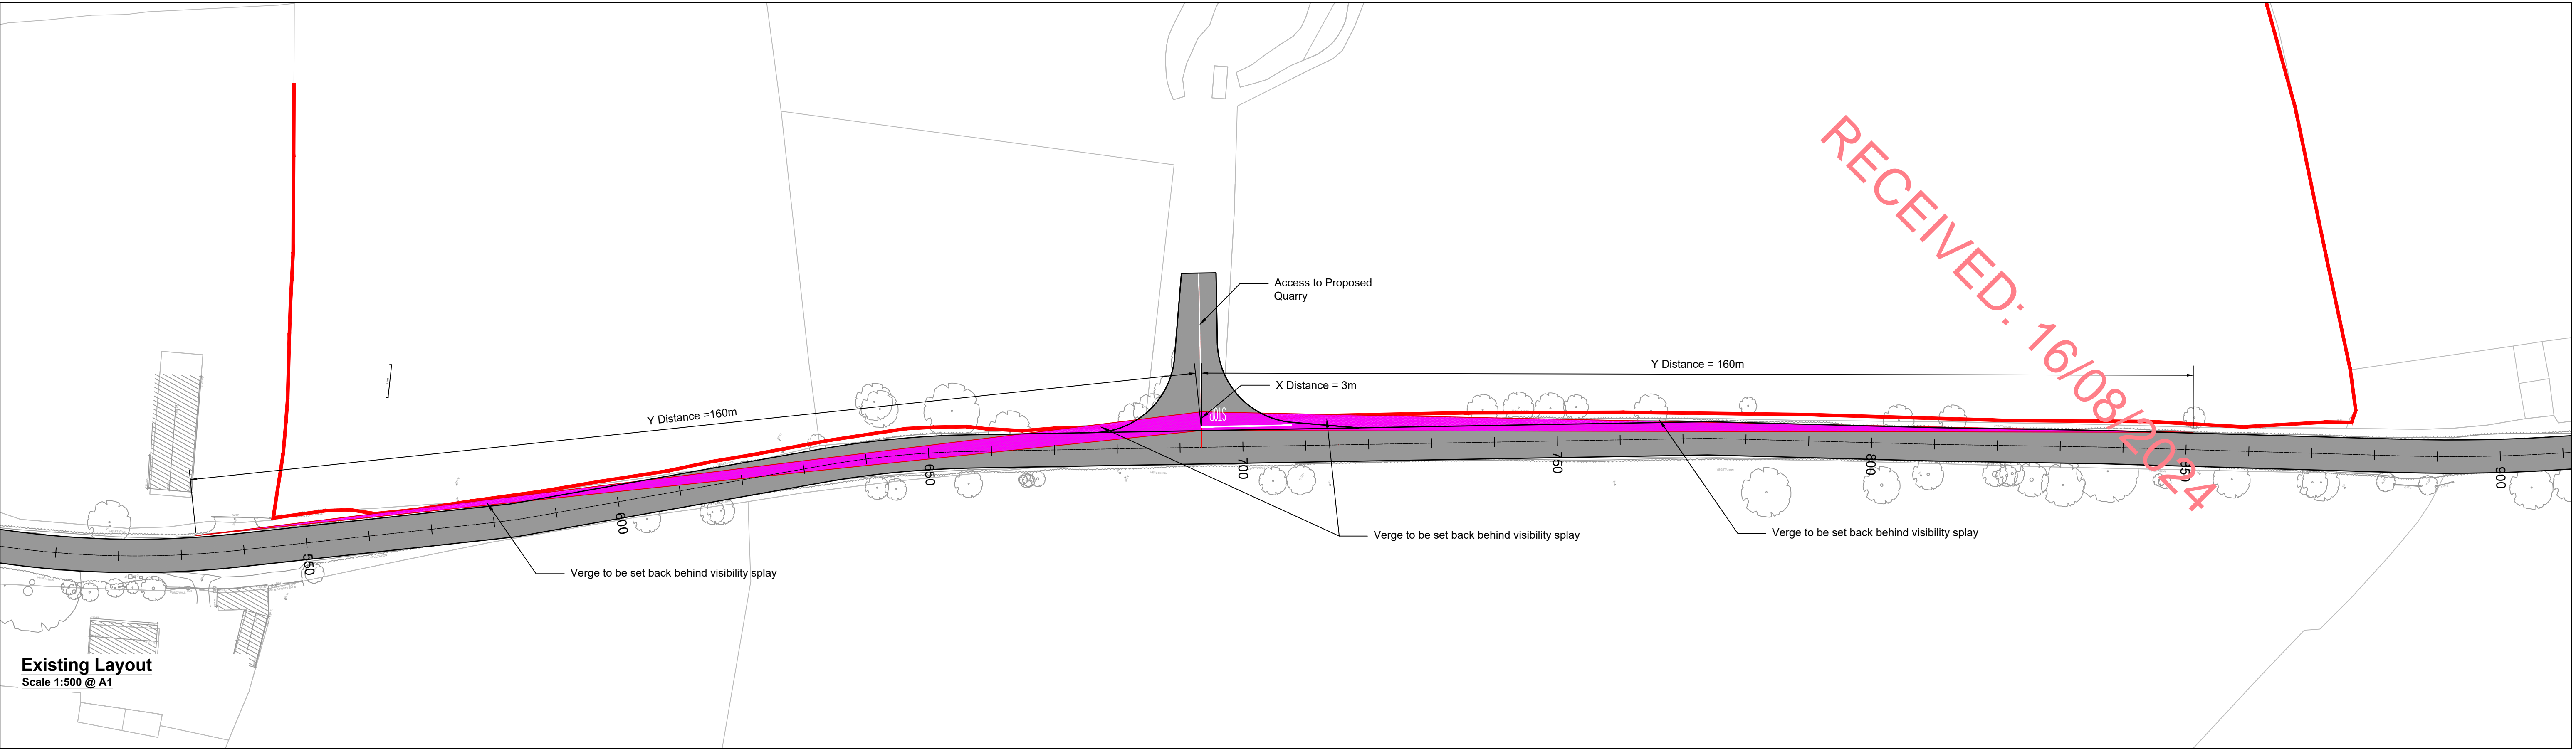 Access to Proposed
Quarry
Y Distance = 160m
X Distance = 3m
Y Distance =160m
STOP
RECEIVED: 16/08/2024
550
600
650
700
750
800
850
900
Verge to be set back behind visibility splay
Verge to be set back behind visibility splay
Verge to be set back behind visibility splay
Existing Layout
Scale 1:500 @ A1